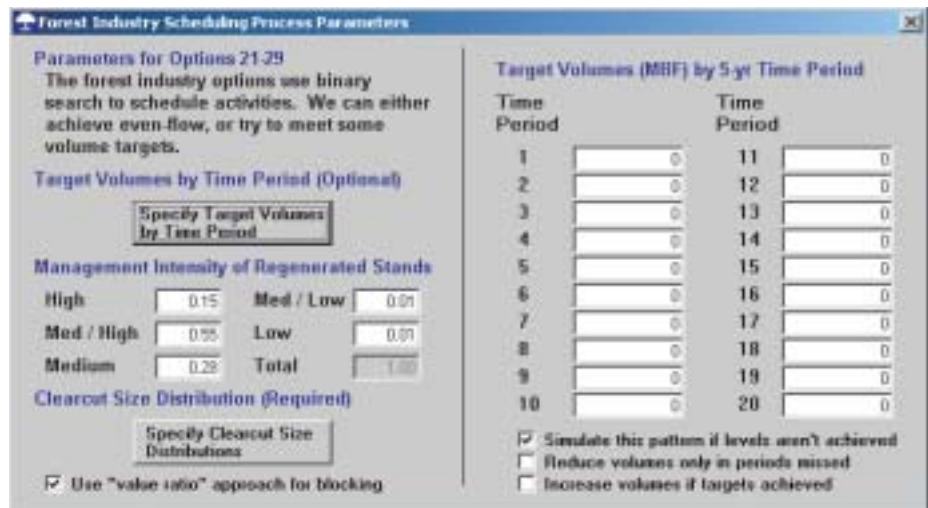 Forest Industry Scheduling Process Parameters
Parameters for Options 21-29
The forest industry options use binary
search to schedule activities. We can either
achieve even-flow, or try to meet some
volume targets.
Target Volumes by Time Period (Optional)
Specify Target Volumes
by Time Period
Management Intensity of Regenerated Stands
High 0.15 Med / Low 0.01
Med / High 0.55 Low 0.01
Medium 0.28 Total 1.00
Clearcut Size Distribution (Required)
Specify Clearcut Size
Distributions
Use "value ratio" approach for blocking
Target Volumes (MBF) by 5-yr Time Period
Time Time
Period Period
1 0 11 0
2 0 12 0
3 0 13 0
4 0 14 0
5 0 15 0
6 0 16 0
7 0 17 0
8 0 18 0
9 0 19 0
10 0 20 0
Simulate this pattern if levels aren't achieved
Reduce volumes only in periods missed
Increase volumes if targets achieved